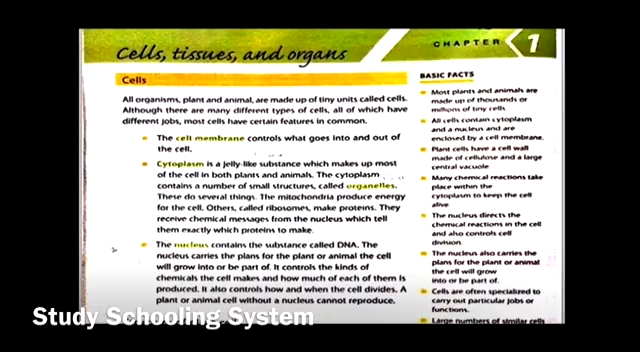 CHAPTER 1
Cells, tissues, and organs
Cells
All organisms, plant and animal, are made up of tiny units called cells.
Although there are many different types of cells, all of which have
different jobs, most cells have certain features in common.
The cell membrane controls what goes into and out of
the cell.
Cytoplasm is a jelly-like substance which makes up most
of the cell in both plants and animals. The cytoplasm
contains a number of small structures, called organelles.
These do several things. The mitochondria produce energy
for the cell. Others, called ribosomes, make proteins. They
receive chemical messages from the nucleus which tell
them exactly which proteins to make.
The nucleus contains the substance called DNA. The
nucleus carries the plans for the plant or animal the cell
will grow into or be part of. It controls the kinds of
chemicals the cell makes and how much of each of them is
produced. It also controls how and when the cell divides. A
plant or animal cell without a nucleus cannot reproduce.
BASIC FACTS
Most plants and animals are
made up of thousands or
millions of tiny cells.
All cells contain cytoplasm
and a nucleus and are
enclosed by a cell membrane.
Plant cells have a cell wall
made of cellulose and a large
central vacuole
Many chemical reactions take
place within the
cytoplasm to keep the cell
alive
The nucleus directs the
chemical reactions in the cell
and also controls cell
division.
The nucleus also carries the
plans for the plant or animal
the cell will grow
into or be part of.
Cells are often specialized to
carry out particular jobs or
functions.
Large numbers of similar cells
Study Schooling System